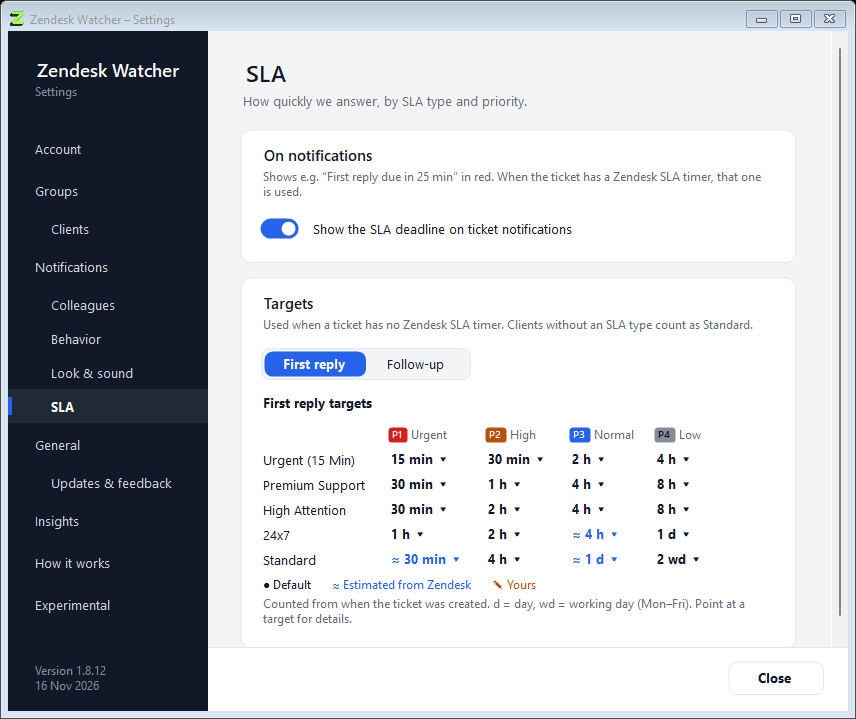 Zendesk Watcher – Settings
Zendesk Watcher
Settings
Account
Groups
Clients
Notifications
Colleagues
Behavior
Look & sound
SLA
General
Updates & feedback
Insights
How it works
Experimental
Version 1.8.12
16 Nov 2026
SLA
How quickly we answer, by SLA type and priority.
On notifications
Shows e.g. “First reply due in 25 min” in red. When the ticket has a Zendesk SLA timer, that one
is used.
Show the SLA deadline on ticket notifications
Targets
Used when a ticket has no Zendesk SLA timer. Clients without an SLA type count as Standard.
First reply Follow-up
First reply targets
P1 Urgent P2 High P3 Normal P4 Low
Urgent (15 Min) 15 min 30 min 2 h 4 h
Premium Support 30 min 1 h 4 h 8 h
High Attention 30 min 2 h 4 h 8 h
24x7 1 h 2 h ≈ 4 h 1 d
Standard ≈ 30 min 4 h ≈ 1 d 2 wd
● Default ≈ Estimated from Zendesk ✎ Yours
Counted from when the ticket was created. d = day, wd = working day (Mon–Fri). Point at a
target for details.
Close